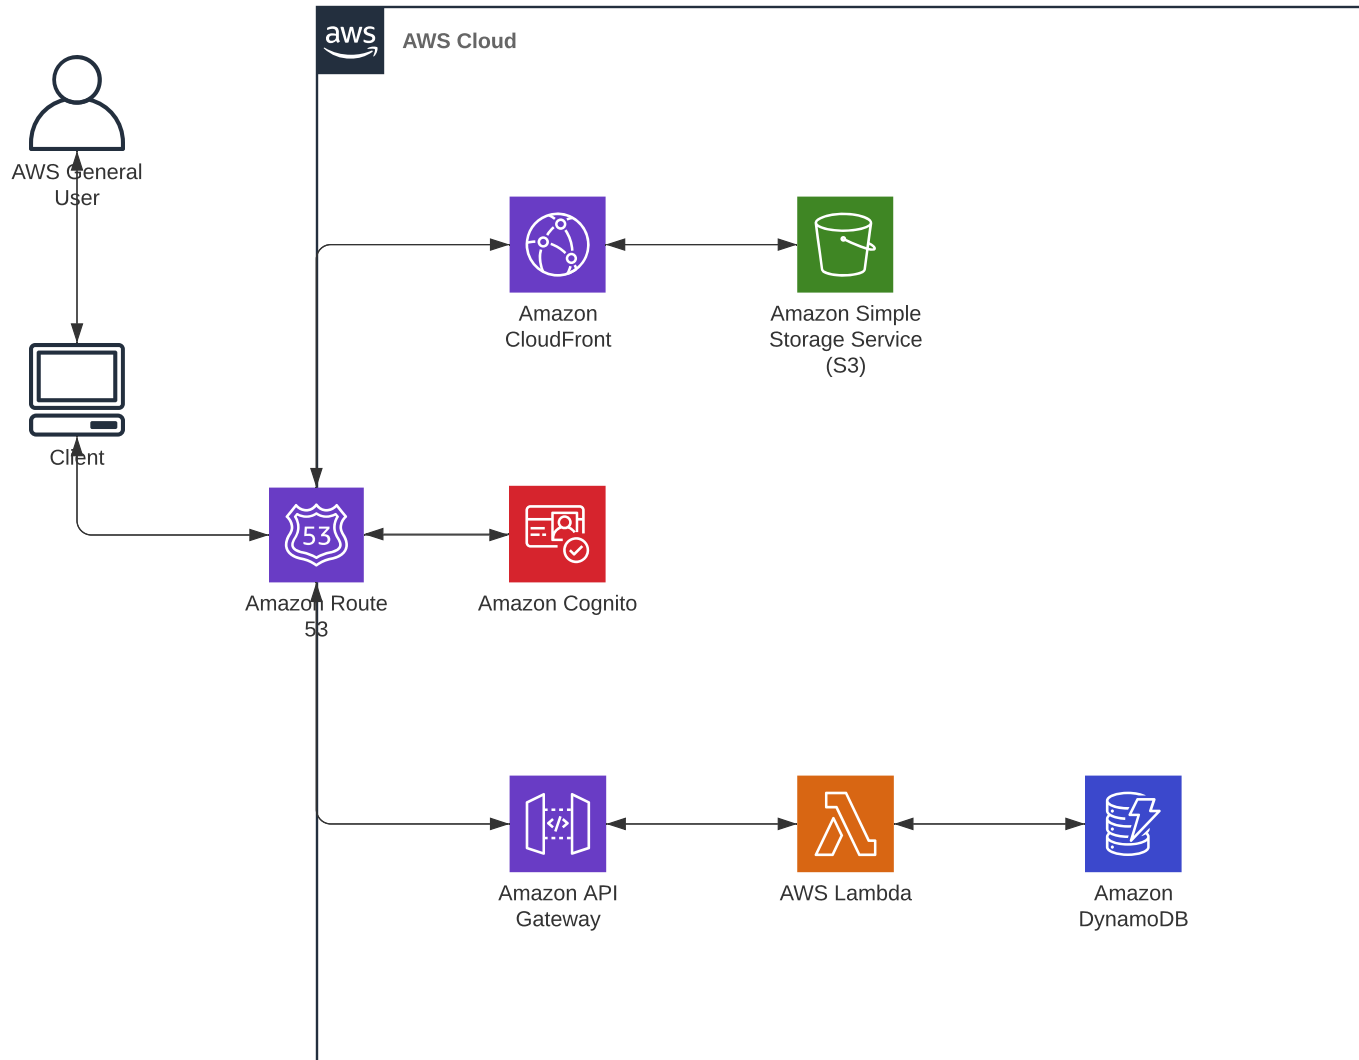 aws
AWS Cloud
AWS General
User
Amazon
CloudFront
Amazon Simple
Storage Service
(S3)
Client
53
Amazon Route
53
Amazon Cognito
</>
Amazon API
Gateway
AWS Lambda
Amazon
DynamoDB